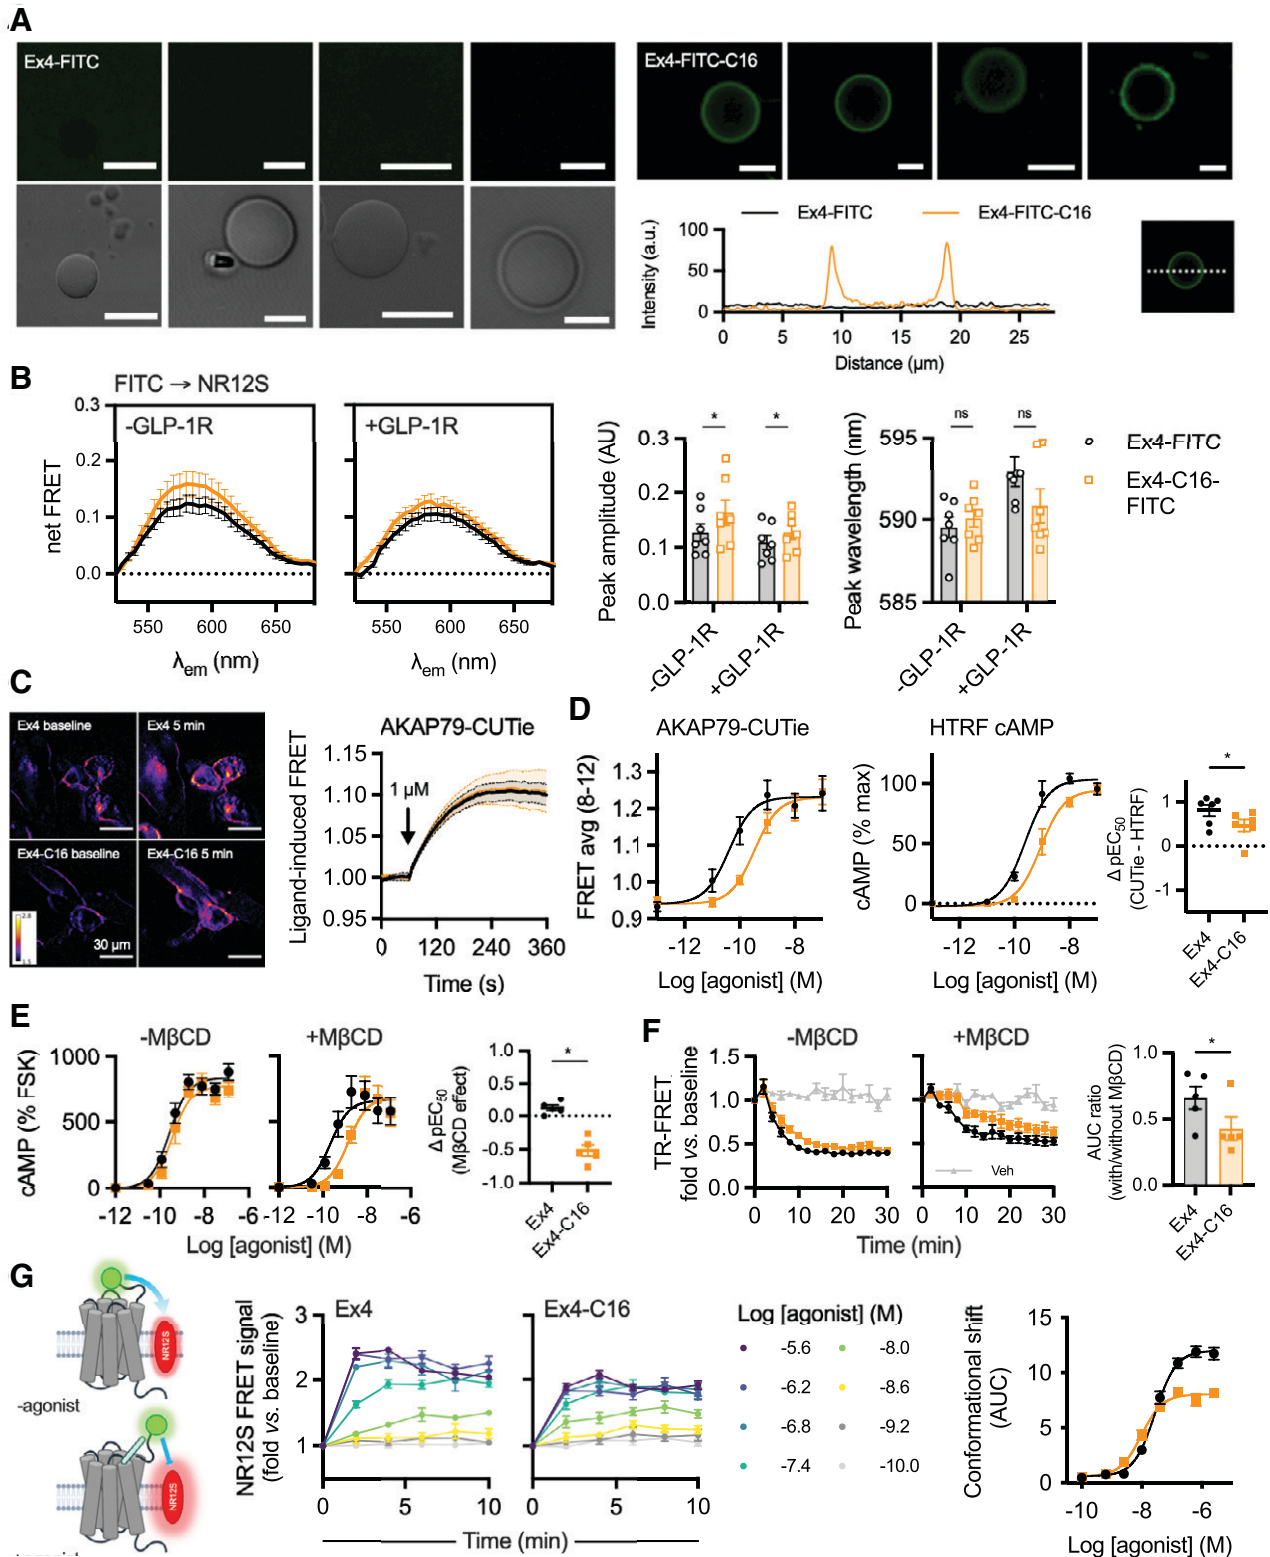 A
Ex4-FITC
Ex4-FITC-C16
Ex4-FITC
Ex4-FITC-C16
Intensity (a.u.)
100
50
0
0 5 10 15 20 25
Distance (µm)
B
FITC → NR12S
net FRET
0.3
0.2
0.1
0.0
-GLP-1R
+GLP-1R
550 600 650
550 600 650
λem (nm)
λem (nm)
Peak amplitude (AU)
0.3
0.2
0.1
0.0
* *
-GLP-1R
+GLP-1R
Peak wavelength (nm)
595
590
585
ns ns
-GLP-1R
+GLP-1R
Ex4-FITC
Ex4-C16-
FITC
C
Ex4 baseline
Ex4 5 min
Ex4-C16 baseline
Ex4-C16 5 min
2.8
1.5
30 µm
AKAP79-CUTie
Ligand-induced FRET
1.15
1.10
1.05
1.00
0.95
1 µM
0 120 240 360
Time (s)
D
AKAP79-CUTie
FRET avg (8-12)
1.3
1.2
1.1
1.0
0.9
-12 -10 -8
Log [agonist] (M)
HTRF cAMP
cAMP (% max)
100
50
0
-12 -10 -8
Log [agonist] (M)
Δ pEC50
(CUTie - HTRF)
1
0
-1
*
Ex4
Ex4-C16
E
-MβCD
+MβCD
cAMP (% FSK)
1000
500
0
-12 -10 -8 -6
-12 -10 -8 -6
Log [agonist] (M)
Δ pEC50
(MβCD effect)
1.0
0.5
0.0
-0.5
-1.0
*
Ex4
Ex4-C16
F
-MβCD
+MβCD
TR-FRET
fold vs. baseline
1.5
1.0
0.5
0.0
Veh
0 10 20 30
0 10 20 30
Time (min)
AUC ratio
(with/without MβCD)
1.0
0.5
0.0
*
Ex4
Ex4-C16
G
NR12S
-agonist
NR12S
NR12S FRET signal
(fold vs. baseline)
3
2
1
Ex4
Ex4-C16
0 5 10
0 5 10
Time (min)
Log [agonist] (M)
-5.6 -8.0
-6.2 -8.6
-6.8 -9.2
-7.4 -10.0
Conformational shift
(AUC)
15
10
5
0
-10 -8 -6
Log [agonist] (M)